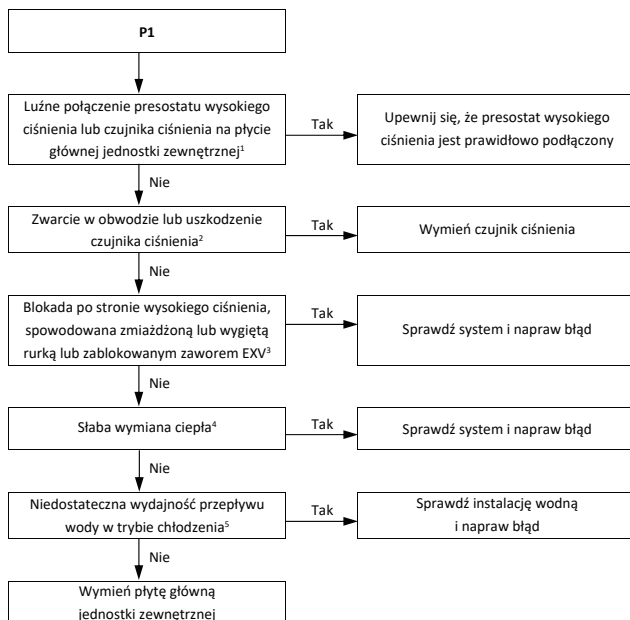 P1
Luźne połączenie presostatu wysokiego
ciśnienia lub czujnika ciśnienia na płycie
głównej jednostki zewnętrznej¹
Tak
Upewnij się, że presostat wysokiego
ciśnienia jest prawidłowo podłączony
Nie
Zwarcie w obwodzie lub uszkodzenie
czujnika ciśnienia²
Tak
Wymień czujnik ciśnienia
Nie
Blokada po stronie wysokiego ciśnienia,
spowodowana zmiażdżoną lub wygiętą
rurką lub zablokowanym zaworem EXV³
Tak
Sprawdź system i napraw błąd
Nie
Słaba wymiana ciepła⁴
Tak
Sprawdź system i napraw błąd
Nie
Niedostateczna wydajność przepływu
wody w trybie chłodzenia⁵
Tak
Sprawdź instalację wodną
i napraw błąd
Nie
Wymień płytę główną
jednostki zewnętrznej